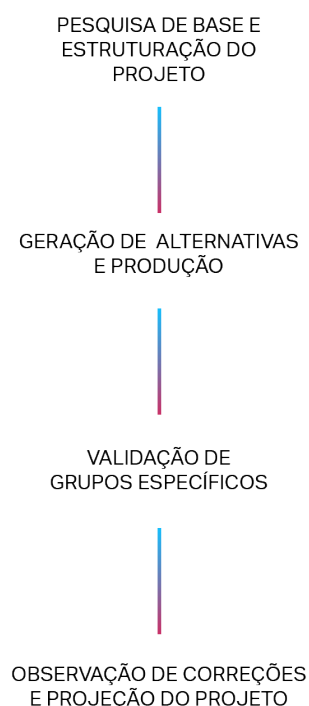 PESQUISA DE BASE E
ESTRUTURAÇÃO DO
PROJETO
GERAÇÃO DE ALTERNATIVAS
E PRODUÇÃO
VALIDAÇÃO DE
GRUPOS ESPECÍFICOS
OBSERVAÇÃO DE CORREÇÕES
E PROJECÃO DO PROJETO